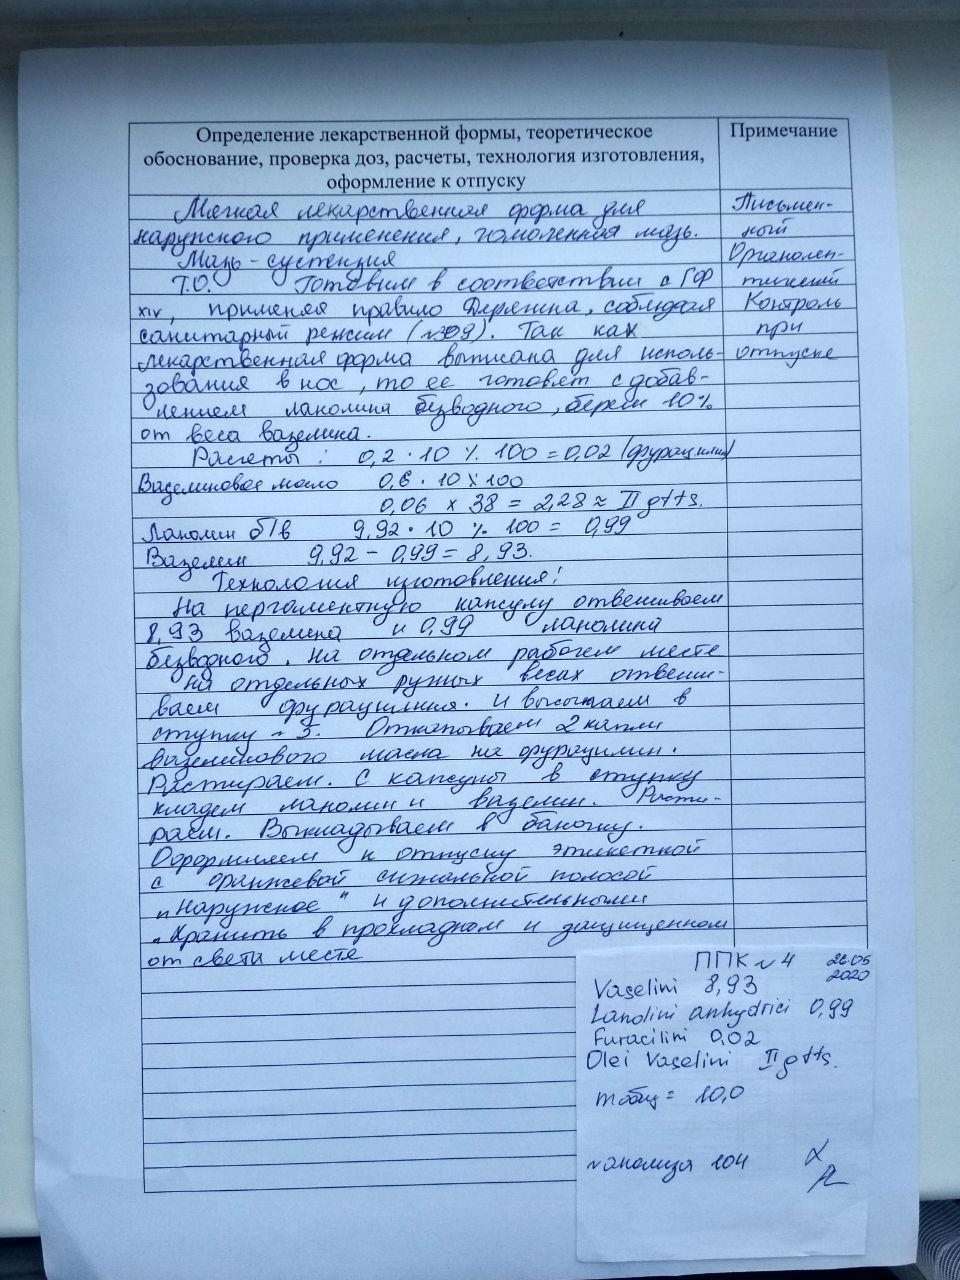 Определение лекарственной формы, теоретическое
обоснование, проверка доз, расчеты, технология изготовления,
оформление к отпуску
Примечание
Мягкая лекарственная форма для
наружного применения, гомогенная мазь.
Мазь-суспензия
Т.О. Готовим в соответствии с ГФ
XIV, применяя правило Дерягина, соблюдая
санитарный режим (№309). Так как
лекарственная форма выписана для исполь-
зования в нос, то ее готовят с добав-
лением ланолина безводного, берем 10%
от веса вазелина.
Расчеты: 0,2 · 10 % 100 = 0,02 (фурацилин)
Вазелиновое масло 0,6 · 10 % 100
0,06 x 38 = 2,28 ≈ II gtts.
Ланолин б/в 9,92 · 10 % 100 = 0,99
Вазелин 9,92 - 0,99 = 8,93.
Технология изготовления:
На пергаментную капсулу отвешиваем
8,93 вазелина и 0,99 ланолина
безводного. На отдельном рабочем месте
на отдельных ручных весах отвеши-
ваем фурацилин. и высыпаем в
ступку №3. Откапываем 2 капли
вазелинового масла на фурацилин.
Растираем. С капсулы в ступку
кладем ланолин и вазелин. Расти-
раем. Выкладываем в баночку.
Оформляем к отпуску этикеткой
с оранжевой сигнальной полосой
"Наружное" и дополнительными
"Хранить в прохладном и защищенном
от света месте
Письмен-
ный
Органолеп-
тический
Контроль
при
отпуске
ППК №4 26.05
2020
Vaselini 8,93
Lanolini anhydrici 0,99
Furacilini 0,02
Olei Vaselini II gtts.
m общ = 10,0
№ анализа 104